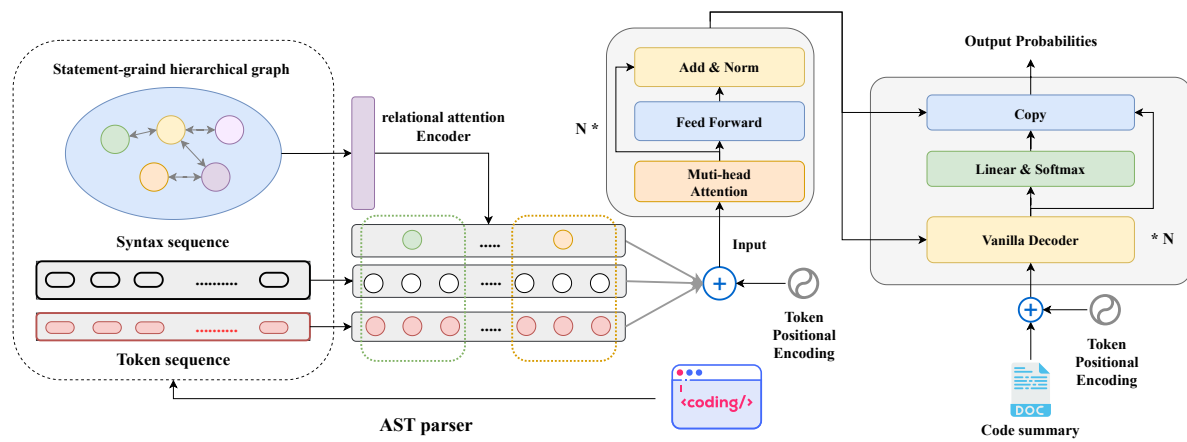 Statement-graind hierarchical graph
Syntax sequence
..........
..........
Token sequence
relational attention
Encoder
.....
.....
.....
AST parser
<coding/>
N *
Add & Norm
Feed Forward
Muti-head
Attention
Input
Token
Positional
Encoding
Output Probabilities
Copy
Linear & Softmax
Vanilla Decoder
* N
Token
Positional
Encoding
DOC
Code summary